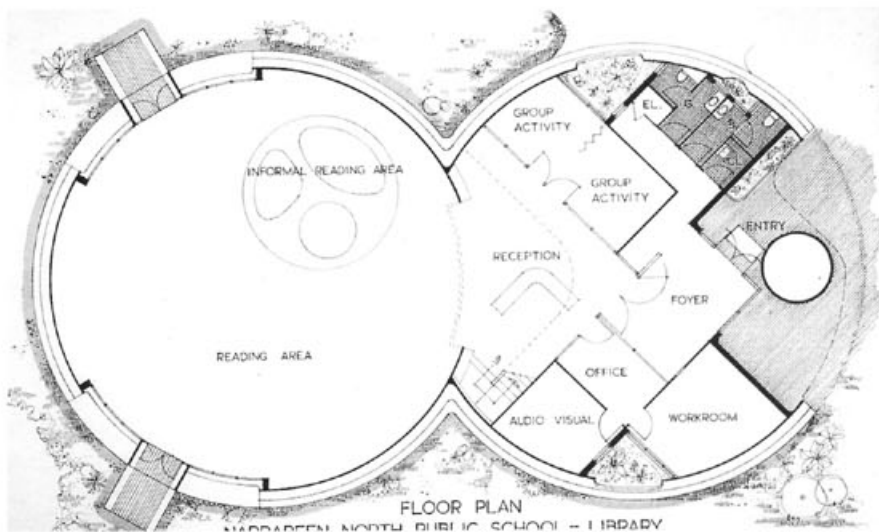 GROUP
ACTIVITY
EL.
G.
INFORMAL READING AREA
GROUP
ACTIVITY
ENTRY
RECEPTION
FOYER
READING AREA
OFFICE
AUDIO VISUAL
WORKROOM
FLOOR PLAN
NARRABEEN NORTH PUBLIC SCHOOL - LIBRARY